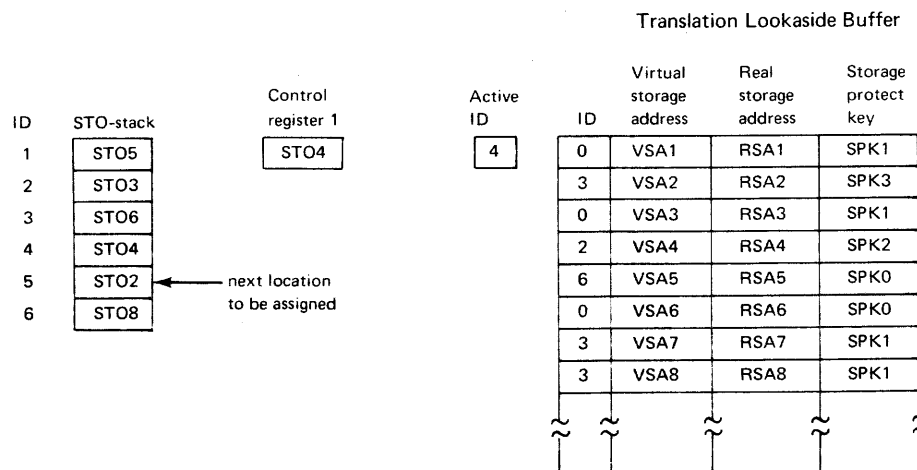 Translation Lookaside Buffer
ID STO-stack
Control
register 1
Active
ID
ID
Virtual
storage
address
Real
storage
address
Storage
protect
key
1 STO5 STO4 4 0 VSA1 RSA1 SPK1
2 STO3 3 VSA2 RSA2 SPK3
3 STO6 0 VSA3 RSA3 SPK1
4 STO4 2 VSA4 RSA4 SPK2
5 STO2 next location 6 VSA5 RSA5 SPK0
to be assigned
6 STO8 0 VSA6 RSA6 SPK0
3 VSA7 RSA7 SPK1
3 VSA8 RSA8 SPK1